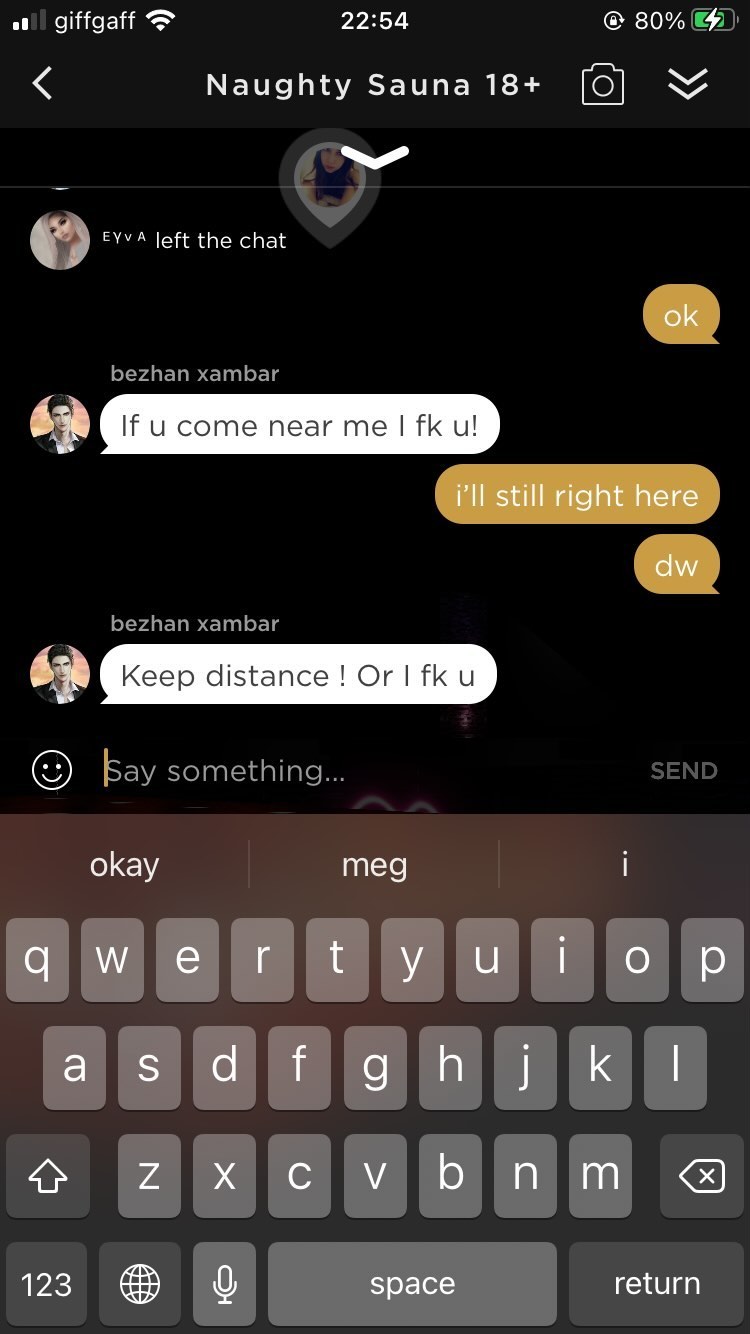 giffgaff 22:54 80%
Naughty Sauna 18+
ᴱʸᵛᴬ left the chat
ok
bezhan xambar
If u come near me I fk u!
i’ll still right here
dw
bezhan xambar
Keep distance ! Or I fk u
Say something... SEND
okay meg i
q w e r t y u i o p
a s d f g h j k l
z x c v b n m
123 space return